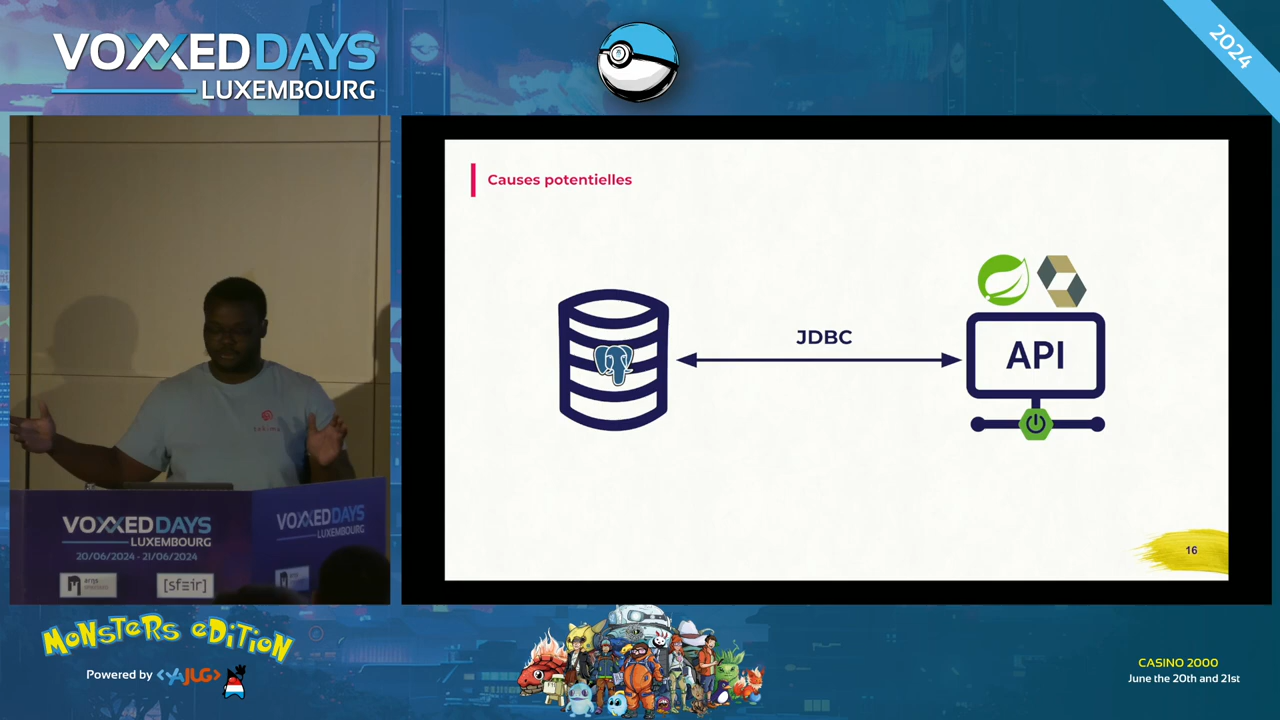 VOXXEDDAYS
LUXEMBOURG
2024
Causes potentielles
JDBC
API
16
VOXXEDDAYS
LUXEMBOURG
20/06/2024 - 21/06/2024
[sfeir]
VOXXEDDAYS
LUXEMBOURG
MONSTERS EDITION
Powered by <YAJUG>
CASINO 2000
June the 20th and 21st